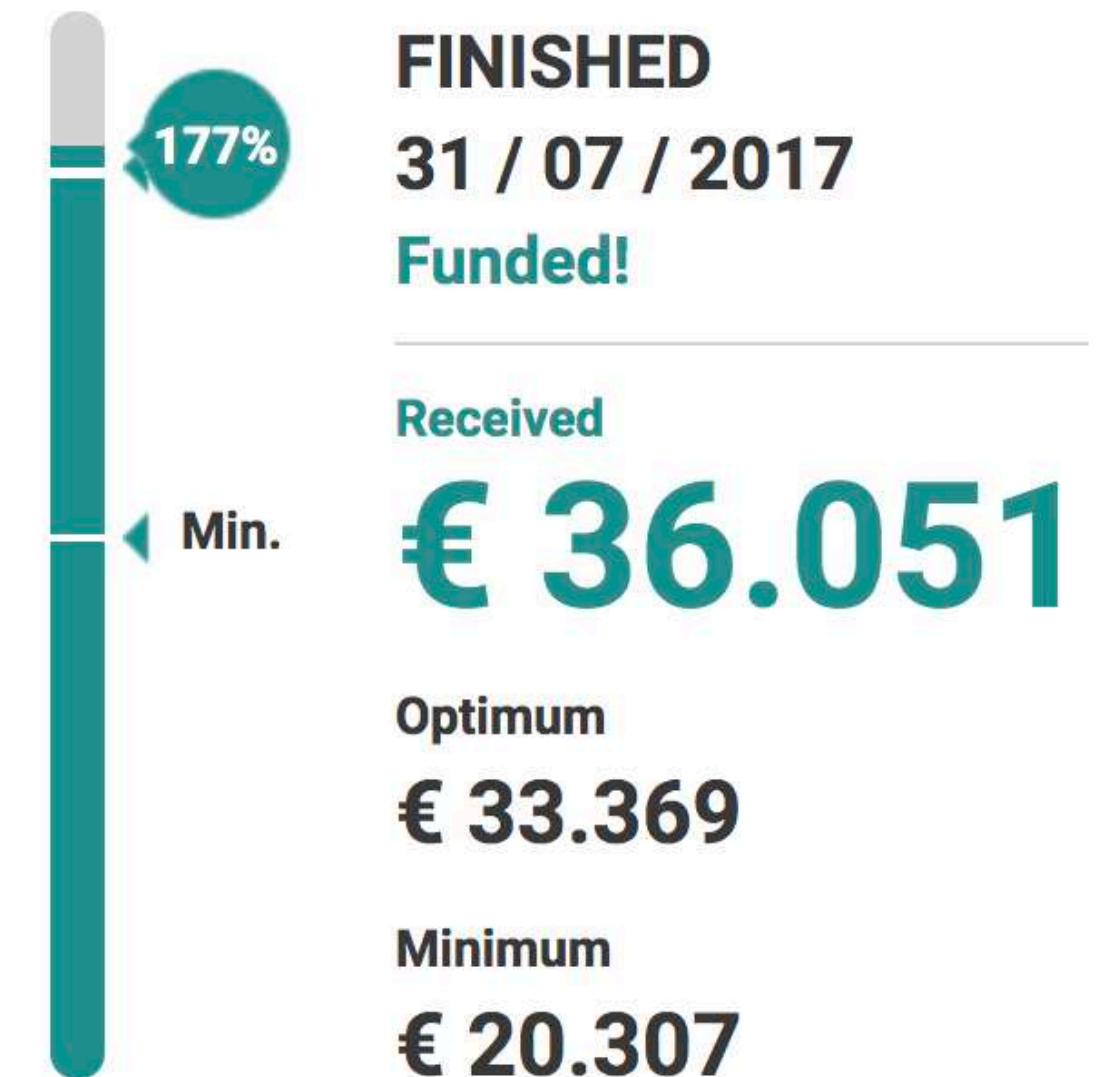 177%
Min.
FINISHED
31 / 07 / 2017
Funded!
Received
€ 36.051
Optimum
€ 33.369
Minimum
€ 20.307